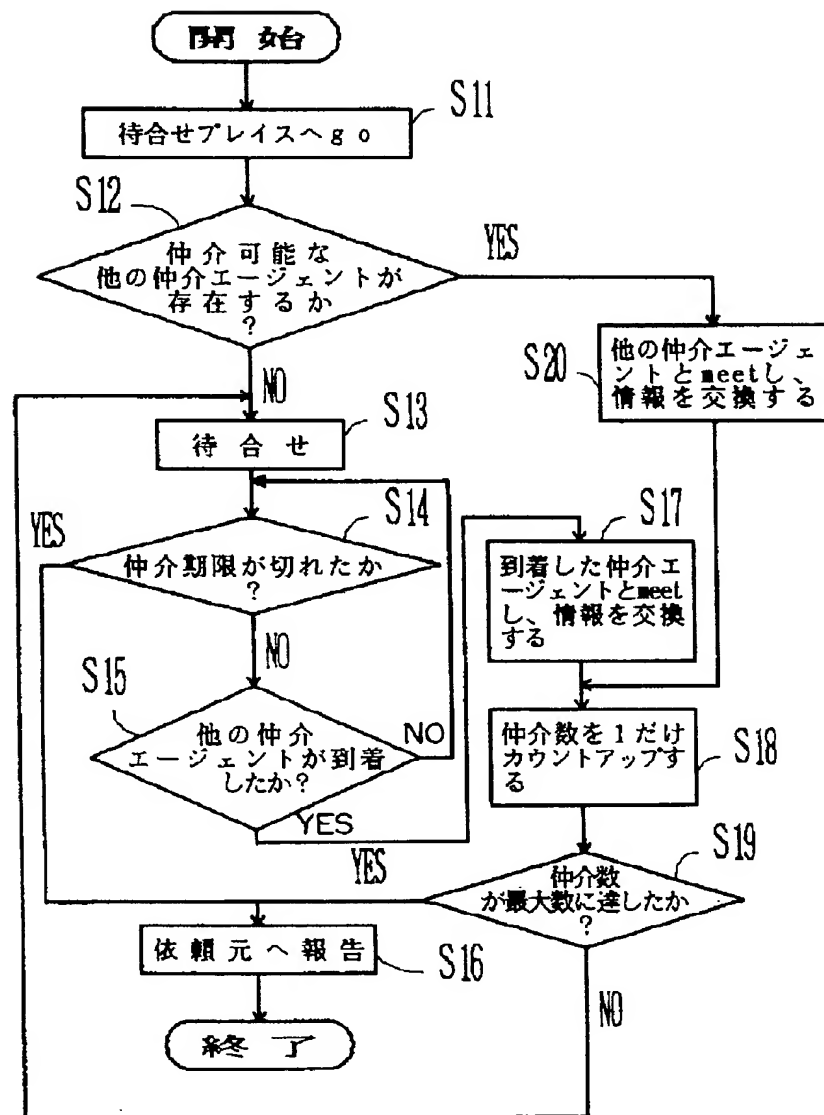 開始
S11
待合せプレイスへgo
S12
仲介可能な
他の仲介エージェントが
存在するか
?
YES
NO
S20
他の仲介エージェ
ントとmeetし、
情報を交換する
S13
待合せ
YES
S14
仲介期限が切れたか
?
NO
S17
到着した仲介エ
ージェントとmeet
し、情報を交換
する
S15
他の仲介
エージェントが到着
したか?
NO
YES
仲介数を1だけ
カウントアップす
る
S18
YES
S19
仲介数
が最大数に達したか
?
依頼元へ報告
S16
NO
終了